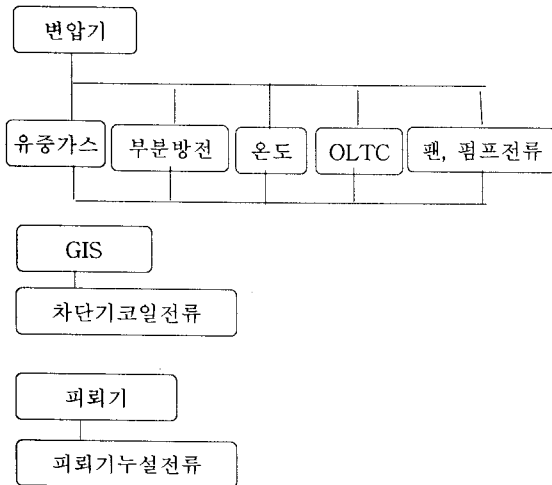 변압기
유중가스
부분방전
온도
OLTC
팬, 펌프전류
GIS
차단기코일전류
피뢰기
피뢰기누설전류